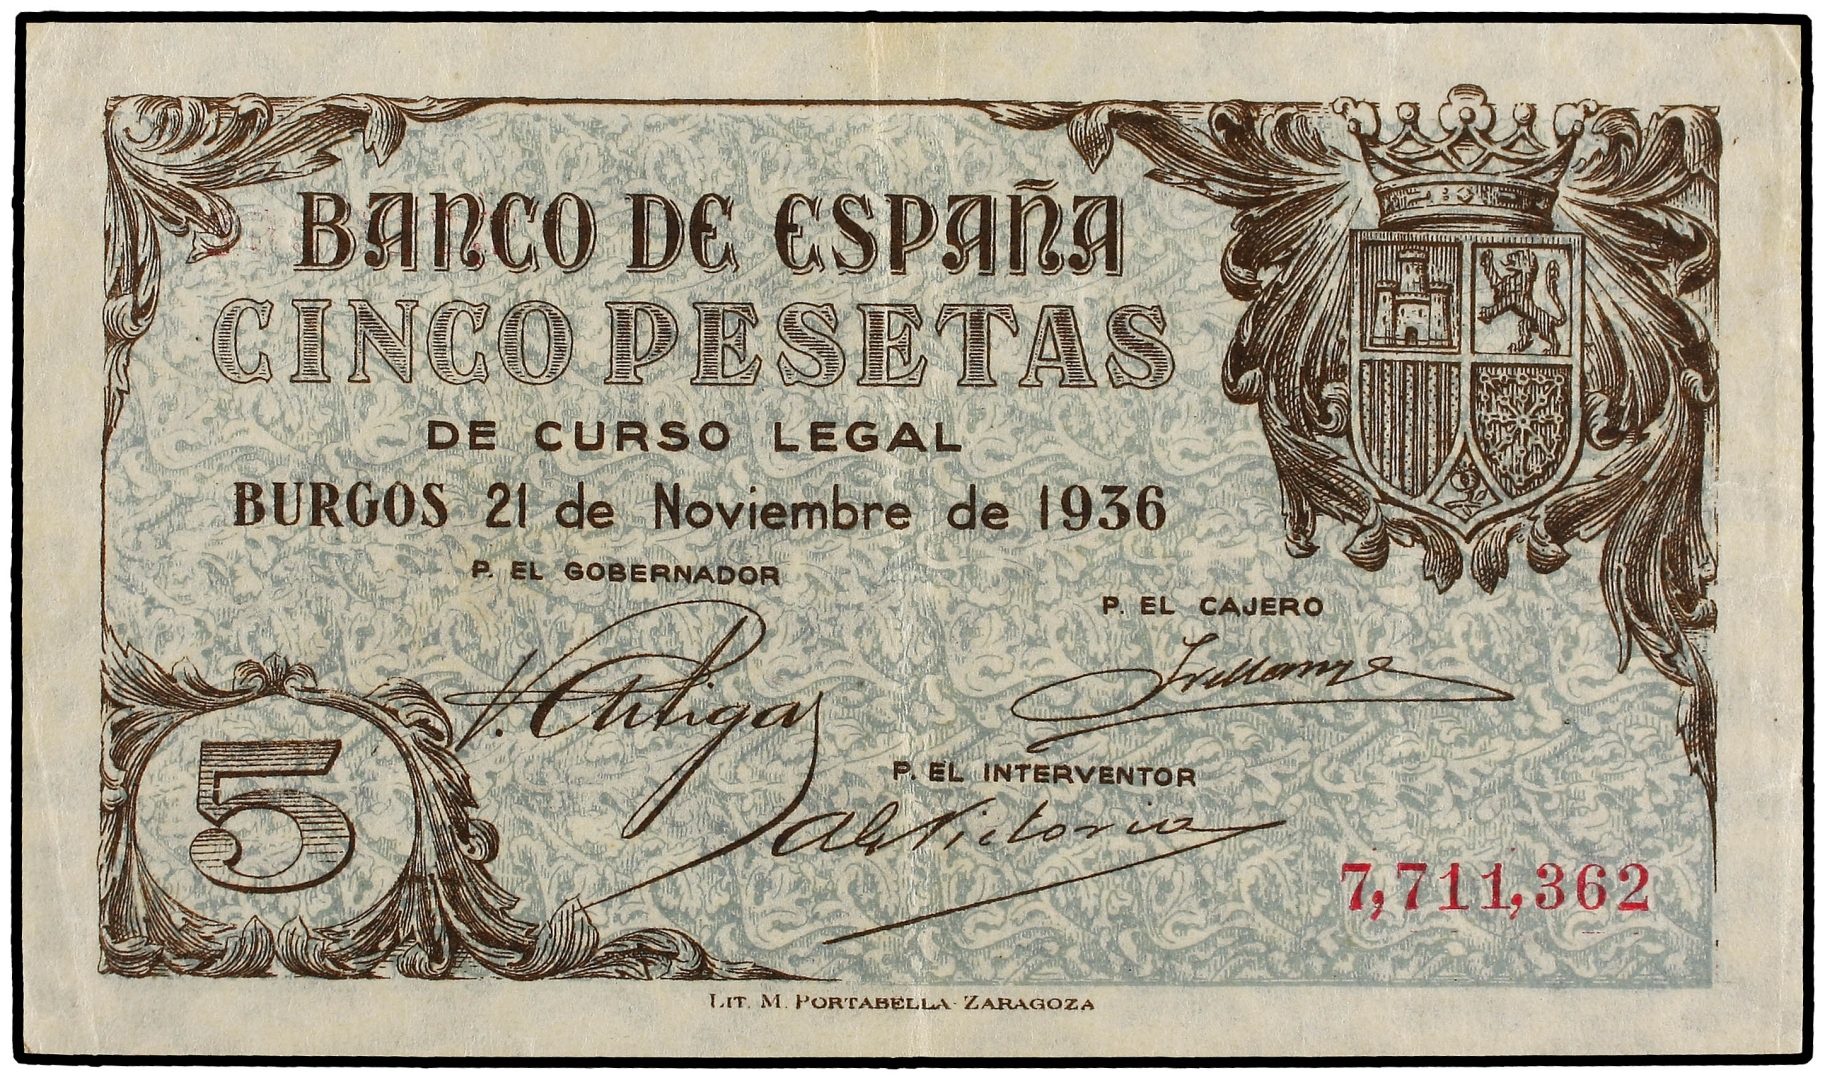 BANCO DE ESPAÑA
CINCO PESETAS
DE CURSO LEGAL
BURGOS 21 de Noviembre de 1936
P. EL GOBERNADOR
P. EL CAJERO
P. EL INTERVENTOR
5
7,711,362
LIT. M. PORTABELLA - ZARAGOZA